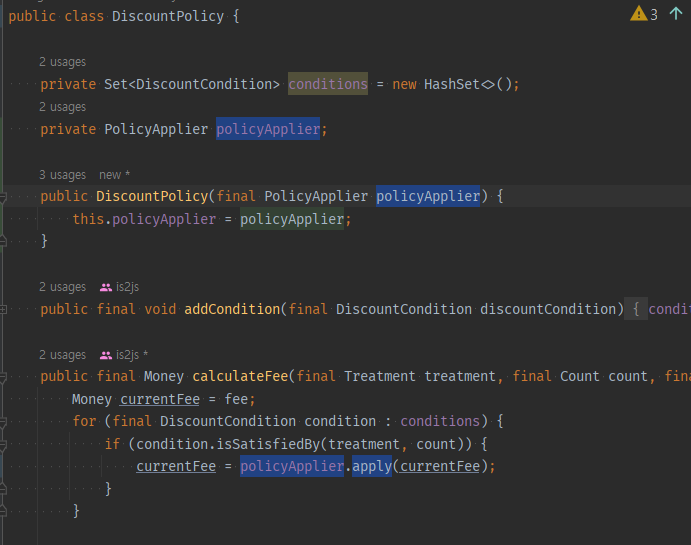 public class DiscountPolicy {
3
2 usages
private Set<DiscountCondition> conditions = new HashSet<>();
2 usages
private PolicyApplier policyApplier;
3 usages new *
public DiscountPolicy(final PolicyApplier policyApplier) {
this.policyApplier = policyApplier;
}
2 usages is2js
public final void addCondition(final DiscountCondition discountCondition) { condit
2 usages is2js *
public final Money calculateFee(final Treatment treatment, final Count count, fina
Money currentFee = fee;
for (final DiscountCondition condition : conditions) {
if (condition.isSatisfiedBy(treatment, count)) {
currentFee = policyApplier.apply(currentFee);
}
}